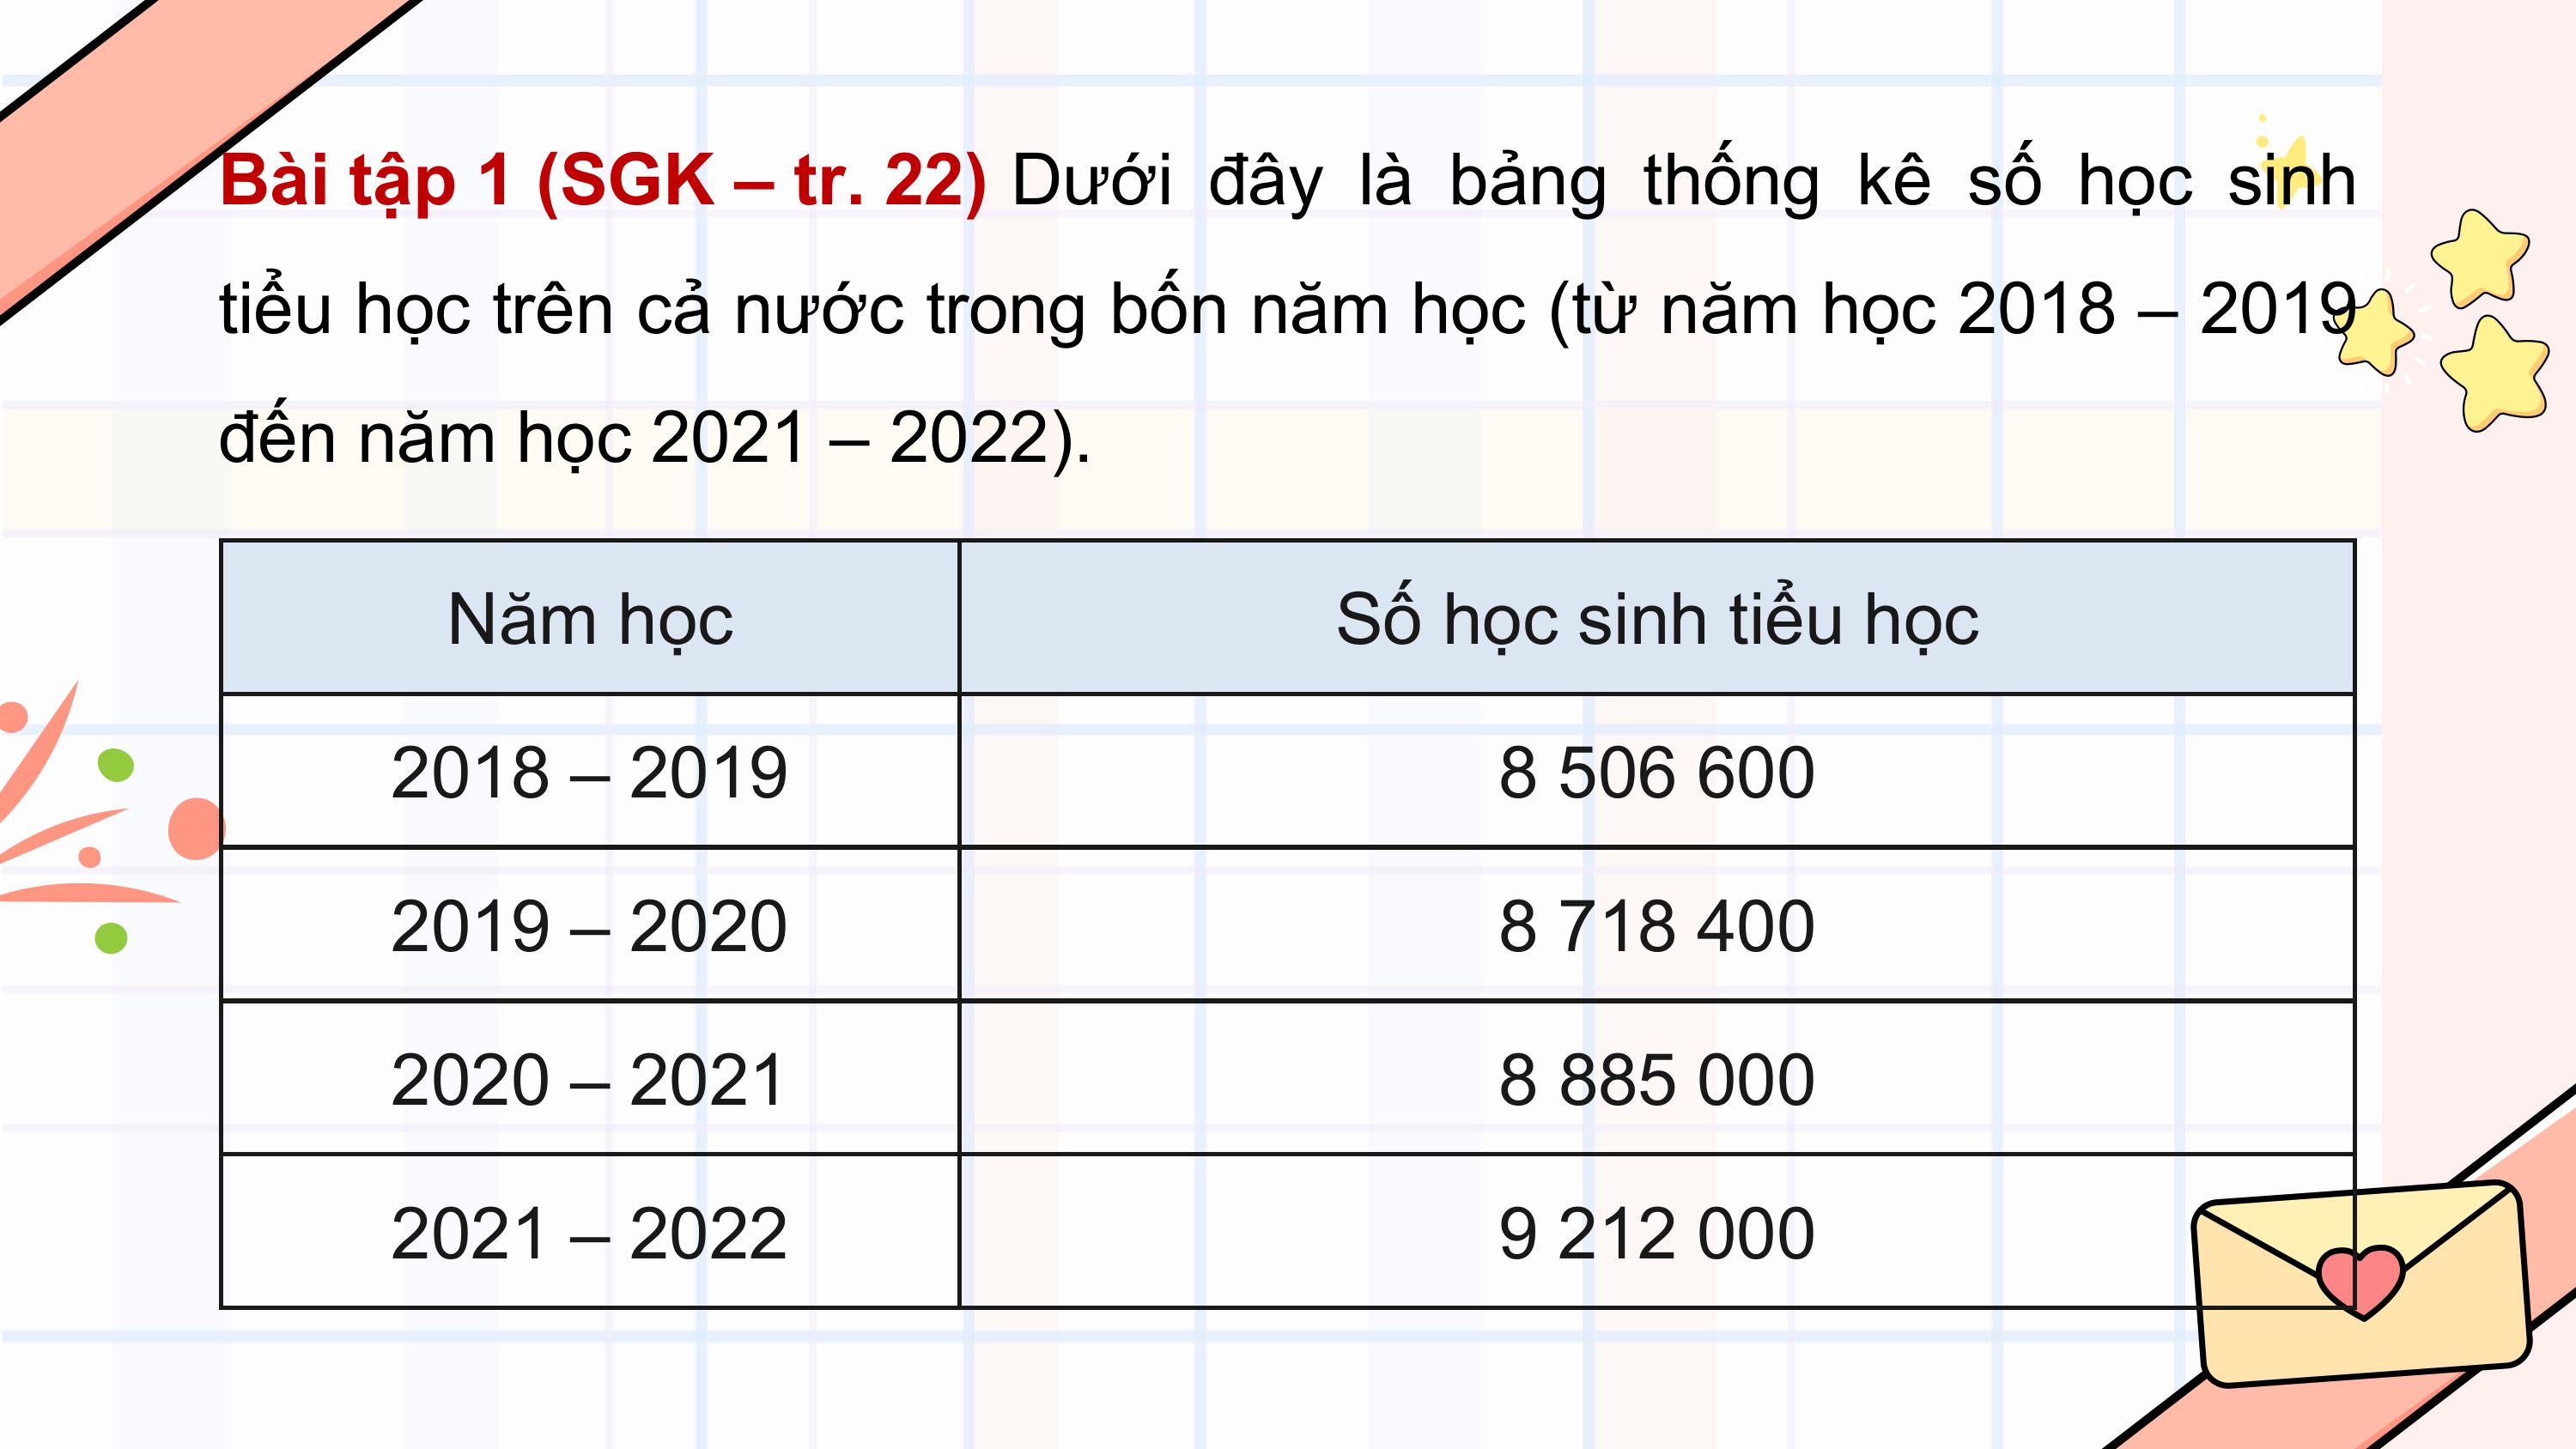 Bài tập 1 (SGK – tr. 22) Dưới đây là bảng thống kê số học sinh
tiểu học trên cả nước trong bốn năm học (từ năm học 2018 – 2019
đến năm học 2021 – 2022).
Năm học Số học sinh tiểu học
2018 – 2019 8 506 600
2019 – 2020 8 718 400
2020 – 2021 8 885 000
2021 – 2022 9 212 000